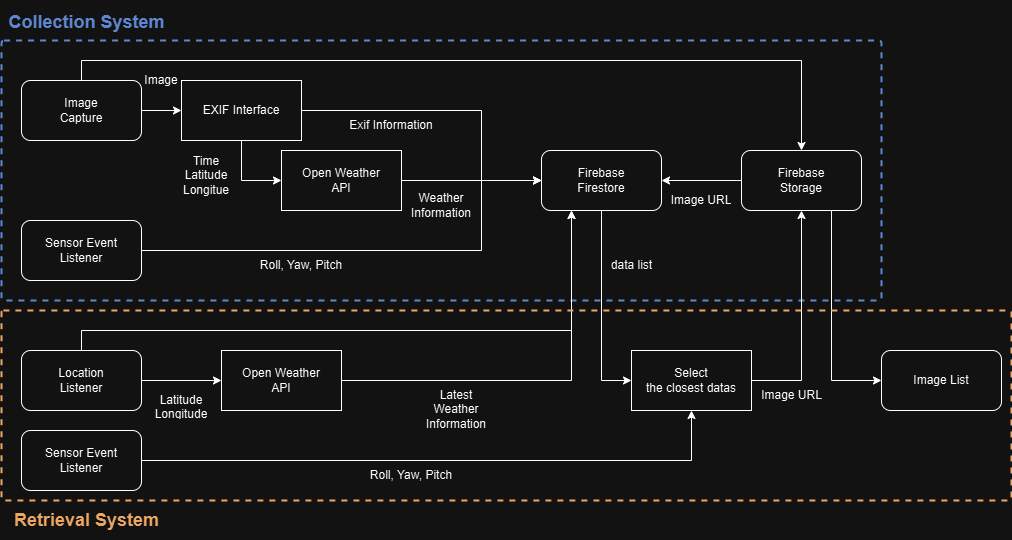 Collection System
Image
Capture
Image
EXIF Interface
Exif Information
Time
Latitude
Longitue
Open Weather
API
Weather
Information
Firebase
Firestore
Image URL
Firebase
Storage
Sensor Event
Listener
Roll, Yaw, Pitch
data list
Location
Listener
Latitude
Longitude
Open Weather
API
Latest
Weather
Information
Select
the closest datas
Image URL
Image List
Sensor Event
Listener
Roll, Yaw, Pitch
Retrieval System